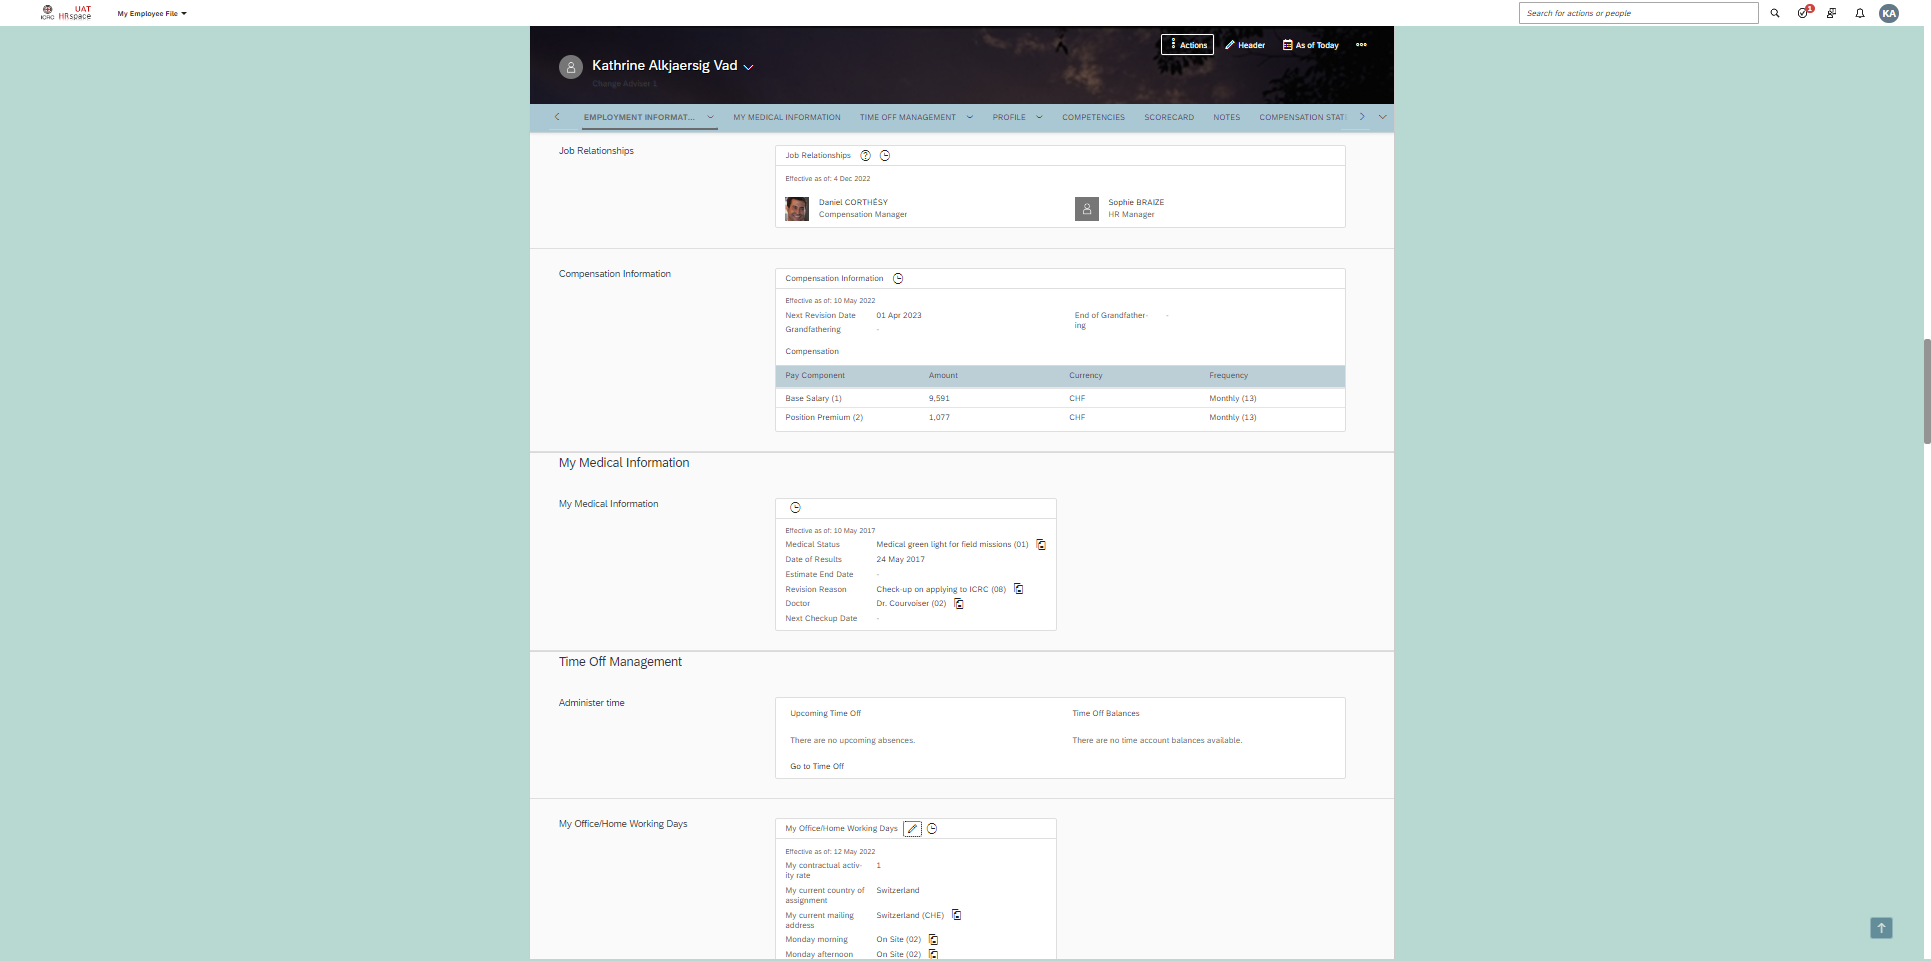 ICRC
UAT
HRspace
My Employee File
Search for actions or people
1
KA
Actions
Header
As of Today
Kathrine Alkjaersig Vad
Change Adviser 1
EMPLOYMENT INFORMAT...
MY MEDICAL INFORMATION
TIME OFF MANAGEMENT
PROFILE
COMPETENCIES
SCORECARD
NOTES
COMPENSATION STAT
Job Relationships
Job Relationships
Effective as of: 4 Dec 2022
Daniel CORTHÉSY
Compensation Manager
Sophie BRAIZE
HR Manager
Compensation Information
Compensation Information
Effective as of: 10 May 2022
Next Revision Date 01 Apr 2023
End of Grandfather-
ing
-
Grandfathering -
Compensation
Pay Component Amount Currency Frequency
Base Salary (1) 9,591 CHF Monthly (13)
Position Premium (2) 1,077 CHF Monthly (13)
My Medical Information
My Medical Information
Effective as of: 10 May 2017
Medical Status Medical green light for field missions (01)
Date of Results 24 May 2017
Estimate End Date -
Revision Reason Check-up on applying to ICRC (08)
Doctor Dr. Courvoiser (02)
Next Checkup Date -
Time Off Management
Administer time
Upcoming Time Off
There are no upcoming absences.
Go to Time Off
Time Off Balances
There are no time account balances available.
My Office/Home Working Days
My Office/Home Working Days
Effective as of: 12 May 2022
My contractual activ-
ity rate
1
My current country of
assignment
Switzerland
My current mailing
address
Switzerland (CHE)
Monday morning On Site (02)
Monday afternoon On Site (02)